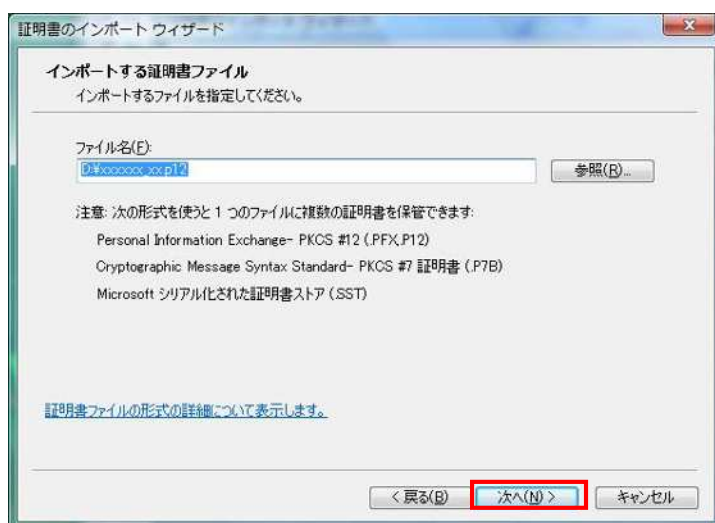 証明書のインポート ウィザード
インポートする証明書ファイル
インポートするファイルを指定してください。
ファイル名(F):
D:¥xxxxxx_xx.p12
参照(R)...
注意: 次の形式を使うと 1 つのファイルに複数の証明書を保管できます:
Personal Information Exchange- PKCS #12 (.PFX,.P12)
Cryptographic Message Syntax Standard- PKCS #7 証明書 (.P7B)
Microsoft シリアル化された証明書ストア (.SST)
証明書ファイルの形式の詳細について表示します。
< 戻る(B)
次へ(N) >
キャンセル